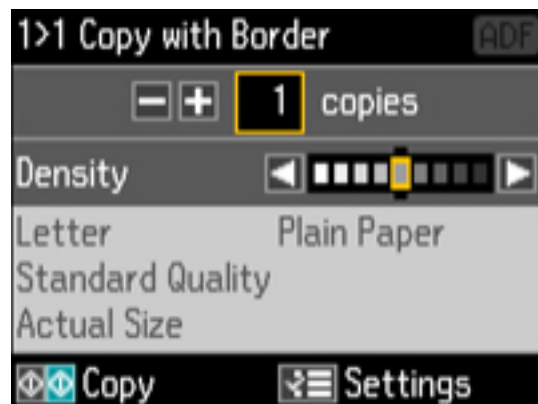 1>1 Copy with Border ADF
1 copies
Density
Letter Plain Paper
Standard Quality
Actual Size
Copy Settings